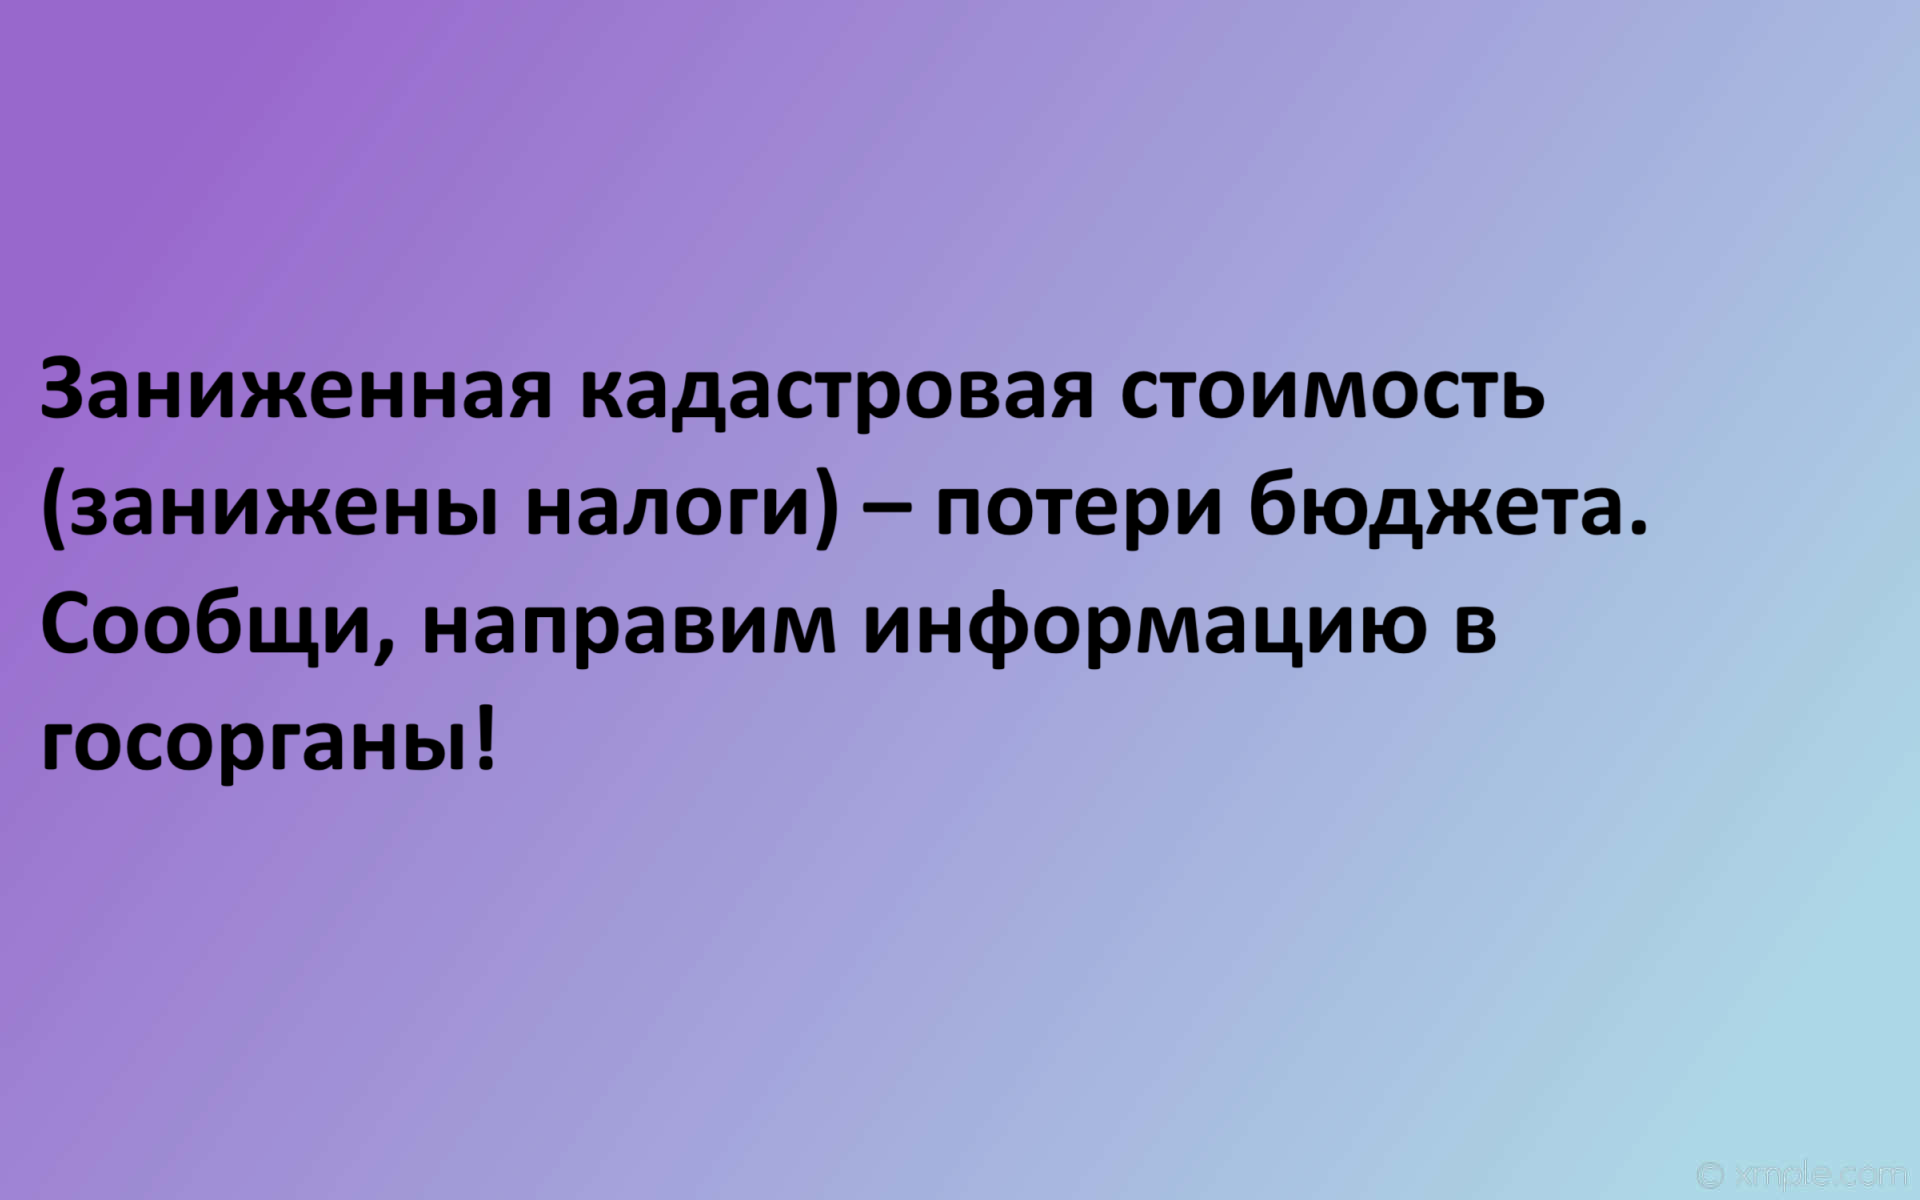 Заниженная кадастровая стоимость
(занижены налоги) – потери бюджета.
Сообщи, направим информацию в
госорганы!
© xmple.com